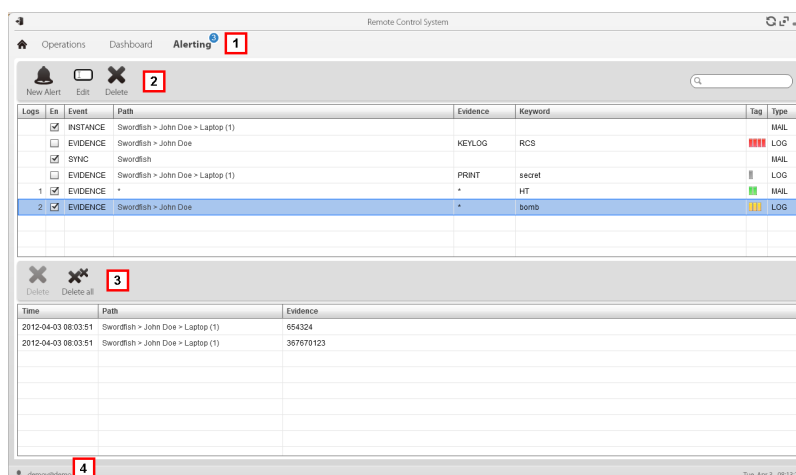 Remote Control System
Operations Dashboard Alerting 3 1
New Alert Edit Delete 2
Logs En Event Path Evidence Keyword Tag Type
INSTANCE Swordfish > John Doe > Laptop (1) MAIL
EVIDENCE Swordfish > John Doe KEYLOG RCS LOG
SYNC Swordfish MAIL
EVIDENCE Swordfish > John Doe > Laptop (1) PRINT secret LOG
1 EVIDENCE * * HT MAIL
2 EVIDENCE Swordfish > John Doe * bomb LOG
Delete Delete all 3
Time Path Evidence
2012-04-03 08:03:51 Swordfish > John Doe > Laptop (1) 654324
2012-04-03 08:03:51 Swordfish > John Doe > Laptop (1) 367670123
4